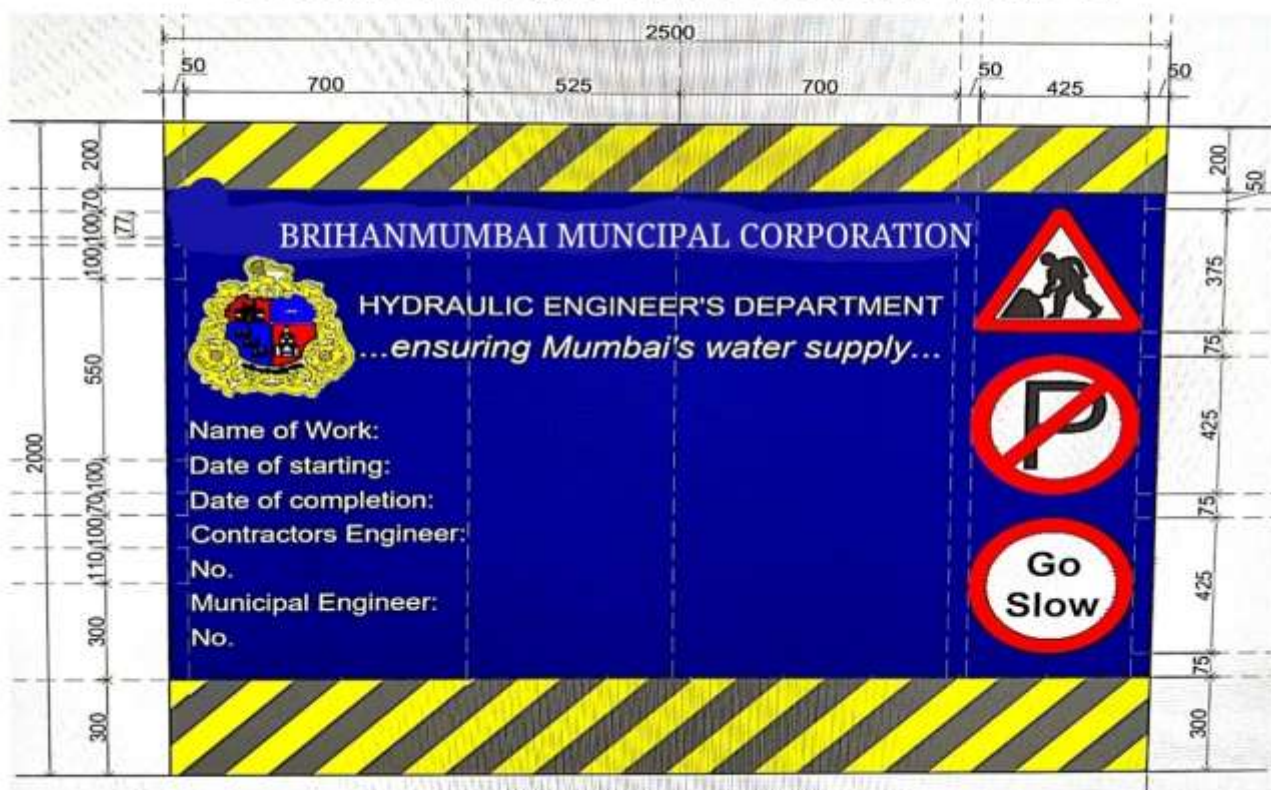 2500
50 700 525 700 50 425 50
200
70
100
77
100
550
2000
100
70
100
110
300
300
200
50
375
75
425
75
425
75
300
BRIHANMUMBAI MUNCIPAL CORPORATION
HYDRAULIC ENGINEER'S DEPARTMENT
...ensuring Mumbai's water supply...
Name of Work:
Date of starting:
Date of completion:
Contractors Engineer:
No.
Municipal Engineer:
No.
P
Go
Slow